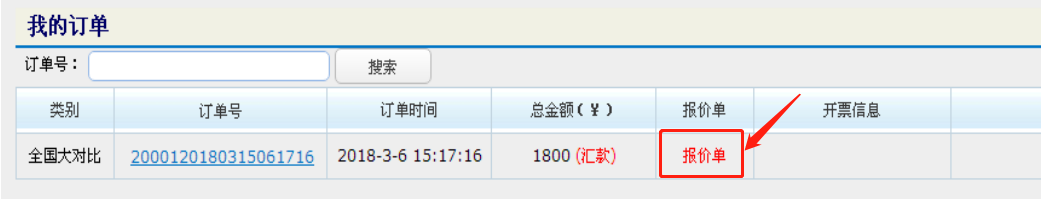 我的订单
订单号： 搜索
类别 订单号 订单时间 总金额(¥) 报价单 开票信息
全国大对比 2000120180315061716 2018-3-6 15:17:16 1800 (汇款) 报价单